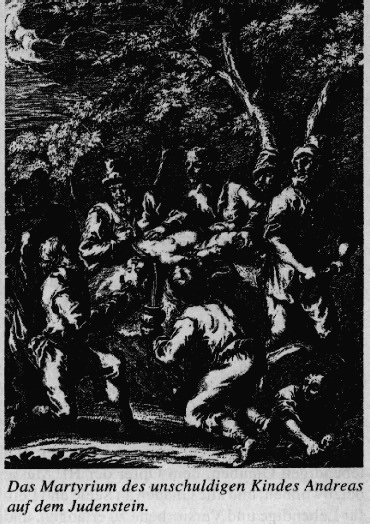 Das Martyrium des unschuldigen Kindes Andreas
auf dem Judenstein.